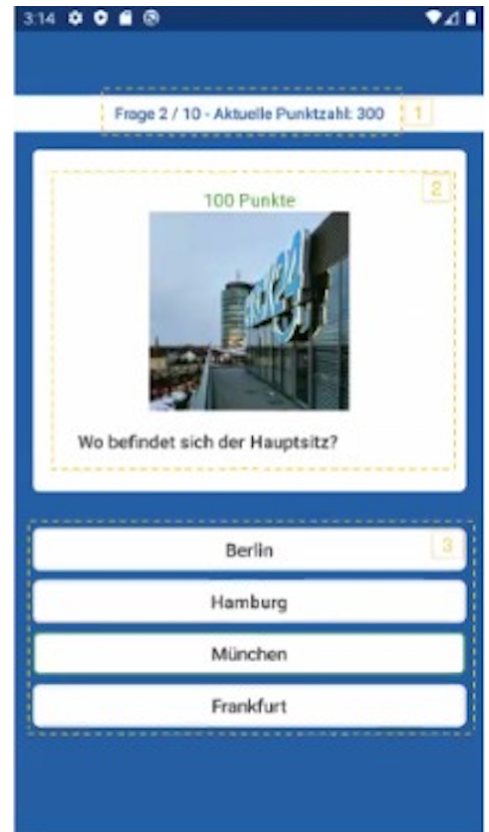 3:14
Frage 2 / 10 - Aktuelle Punktzahl: 300
1
2
100 Punkte
CHECK24
Wo befindet sich der Hauptsitz?
3
Berlin
Hamburg
München
Frankfurt